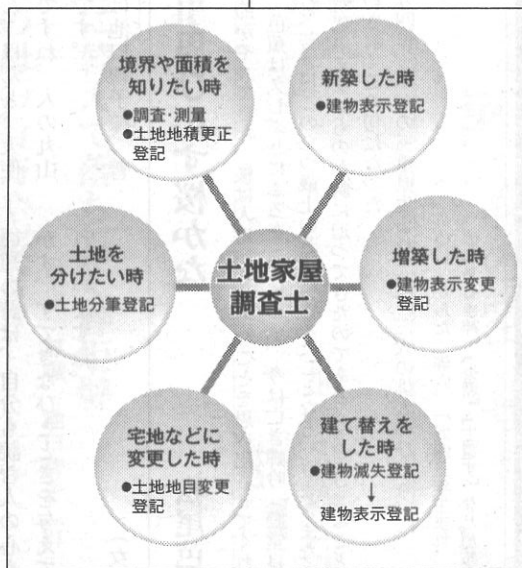 境界や面積を
知りたい時
●調査・測量
●土地地積更正
登記
新築した時
●建物表示登記
土地を
分けたい時
●土地分筆登記
土地家屋
調査士
増築した時
●建物表示変更
登記
宅地などに
変更した時
●土地地目変更
登記
建て替えを
した時
●建物滅失登記
↓
建物表示登記